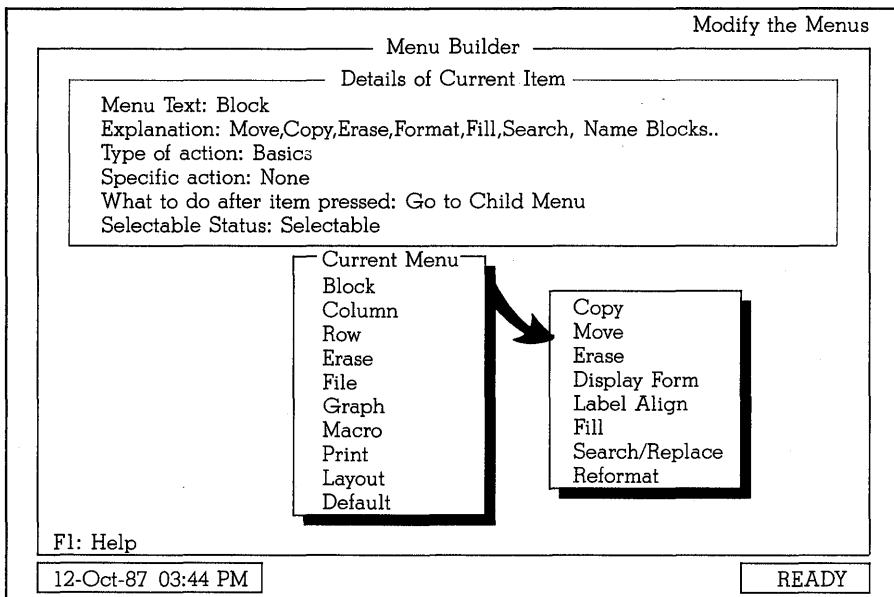 Modify the Menus
Menu Builder
Details of Current Item
Menu Text: Block
Explanation: Move,Copy,Erase,Format,Fill,Search, Name Blocks..
Type of action: Basics
Specific action: None
What to do after item pressed: Go to Child Menu
Selectable Status: Selectable
Current Menu
Block
Column
Row
Erase
File
Graph
Macro
Print
Layout
Default
Copy
Move
Erase
Display Form
Label Align
Fill
Search/Replace
Reformat
F1: Help
12-Oct-87 03:44 PM
READY